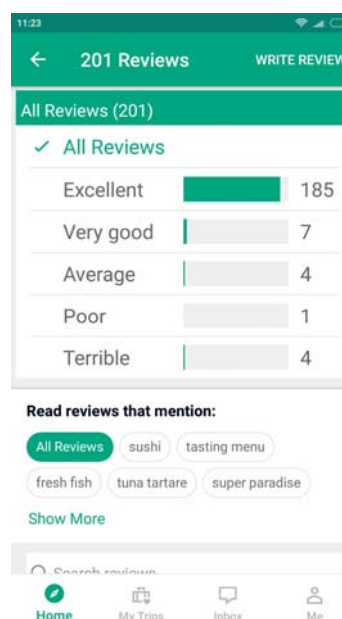 11:23
201 Reviews WRITE REVIEW
All Reviews (201)
All Reviews
Excellent 185
Very good 7
Average 4
Poor 1
Terrible 4
Read reviews that mention:
All Reviews sushi tasting menu
fresh fish tuna tartare super paradise
Show More
Search reviews
Home My Trips Inbox Me